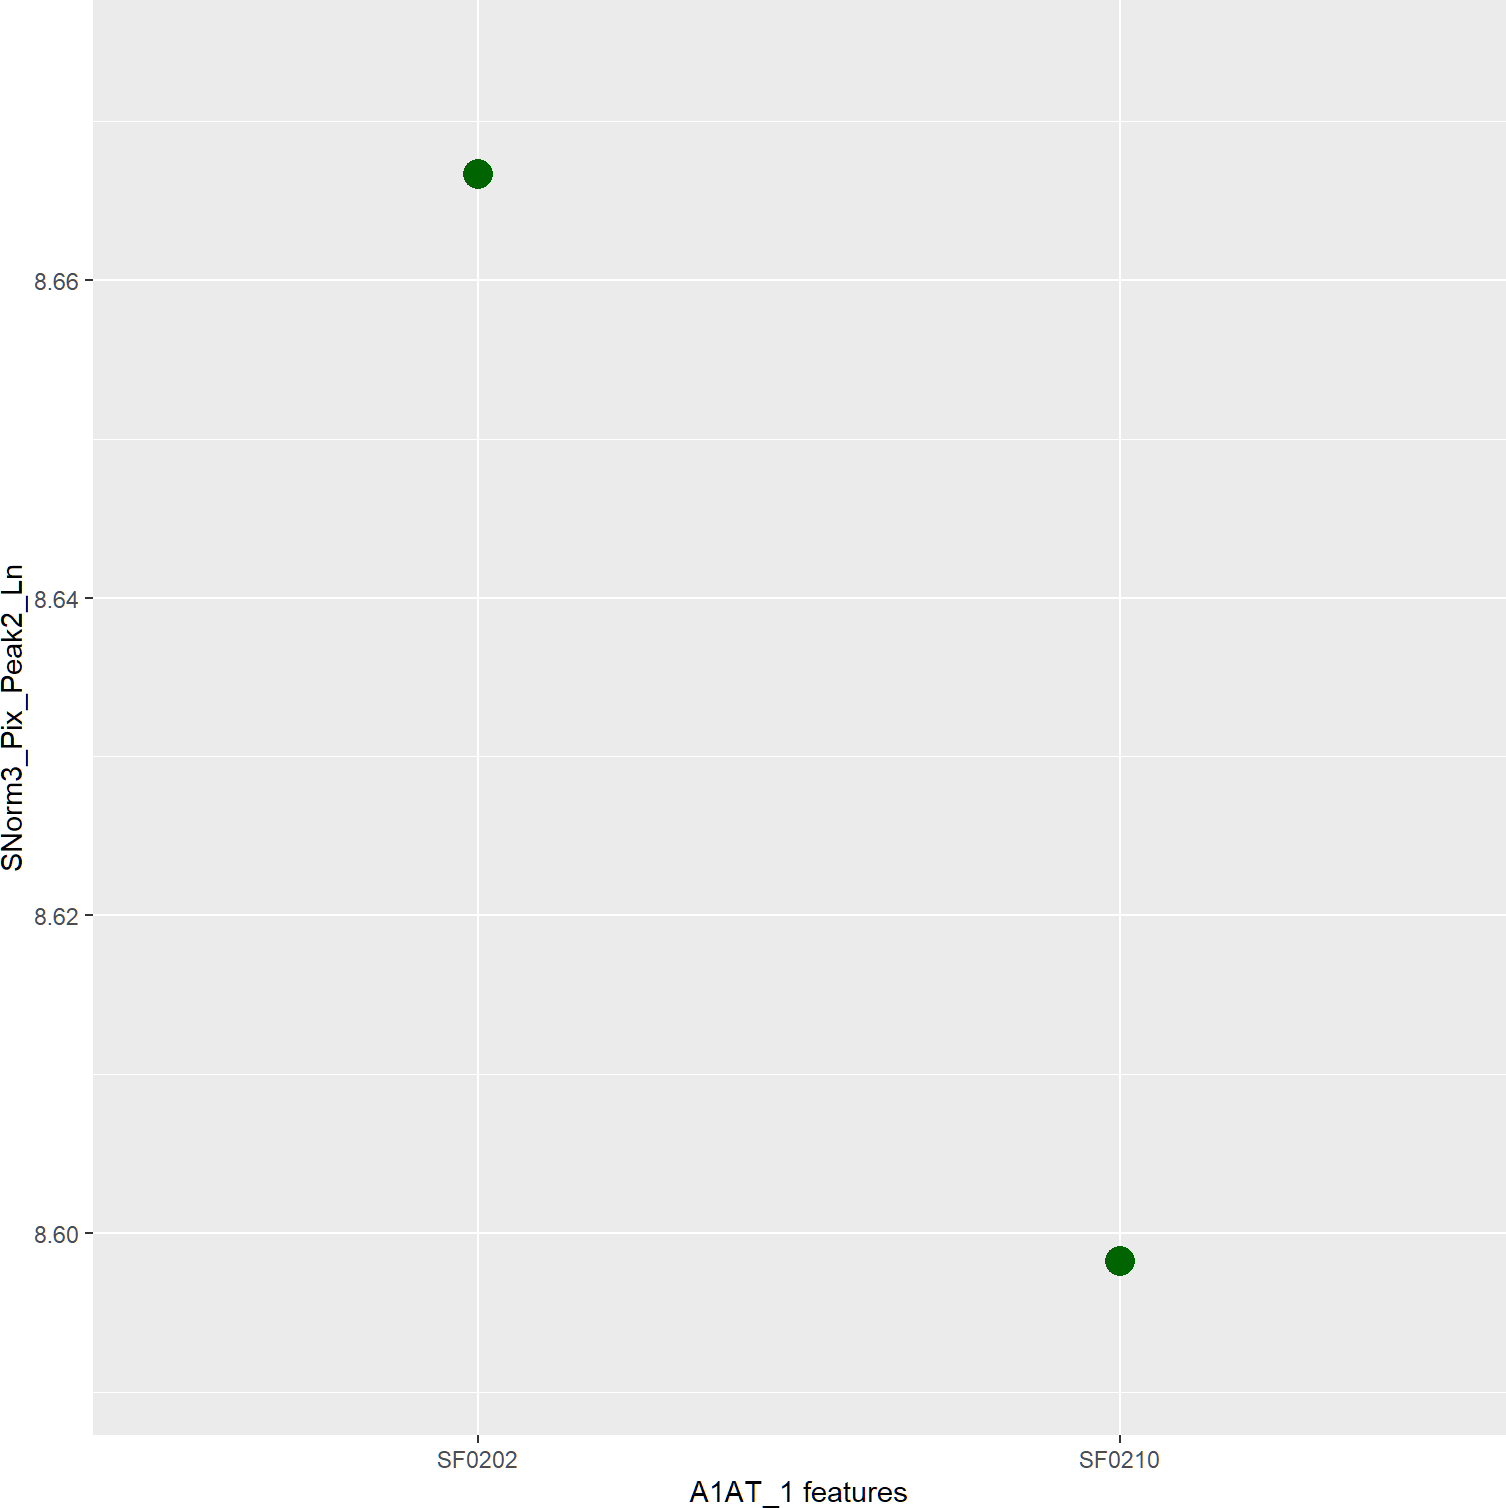 SNorm3_Pix_Peak2_Ln
8.66
8.64
8.62
8.60
SF0202
SF0210
A1AT_1 features